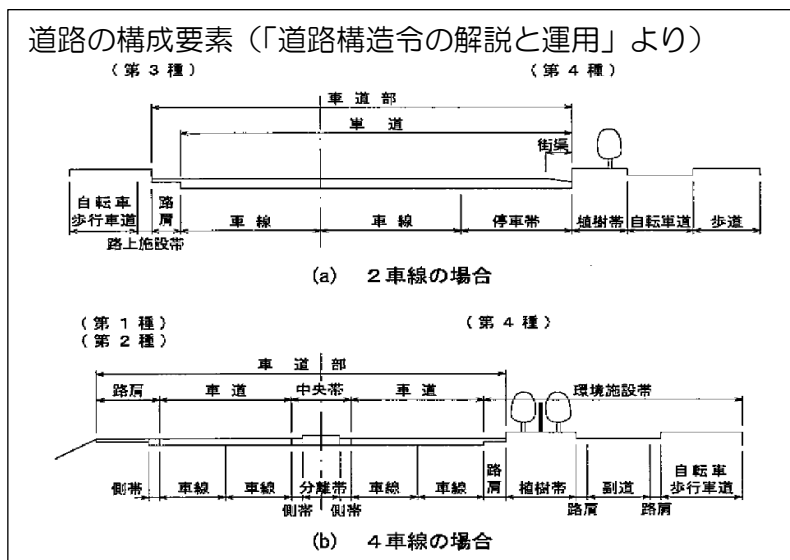 道路の構成要素（「道路構造令の解説と運用」より）
（第３種）　（第４種）
車道部
車道
街渠
自転車歩行車道　路肩　車線　車線　停車帯　植樹帯　自転車道　歩道
路上施設帯
(a)　２車線の場合
（第１種）　（第４種）
（第２種）
車道部
路肩　車道　中央帯　車道　環境施設帯
側帯　車線　車線　分離帯　車線　車線　路肩　植樹帯　副道　自転車歩行車道
側帯　側帯　路肩　路肩
(b)　４車線の場合